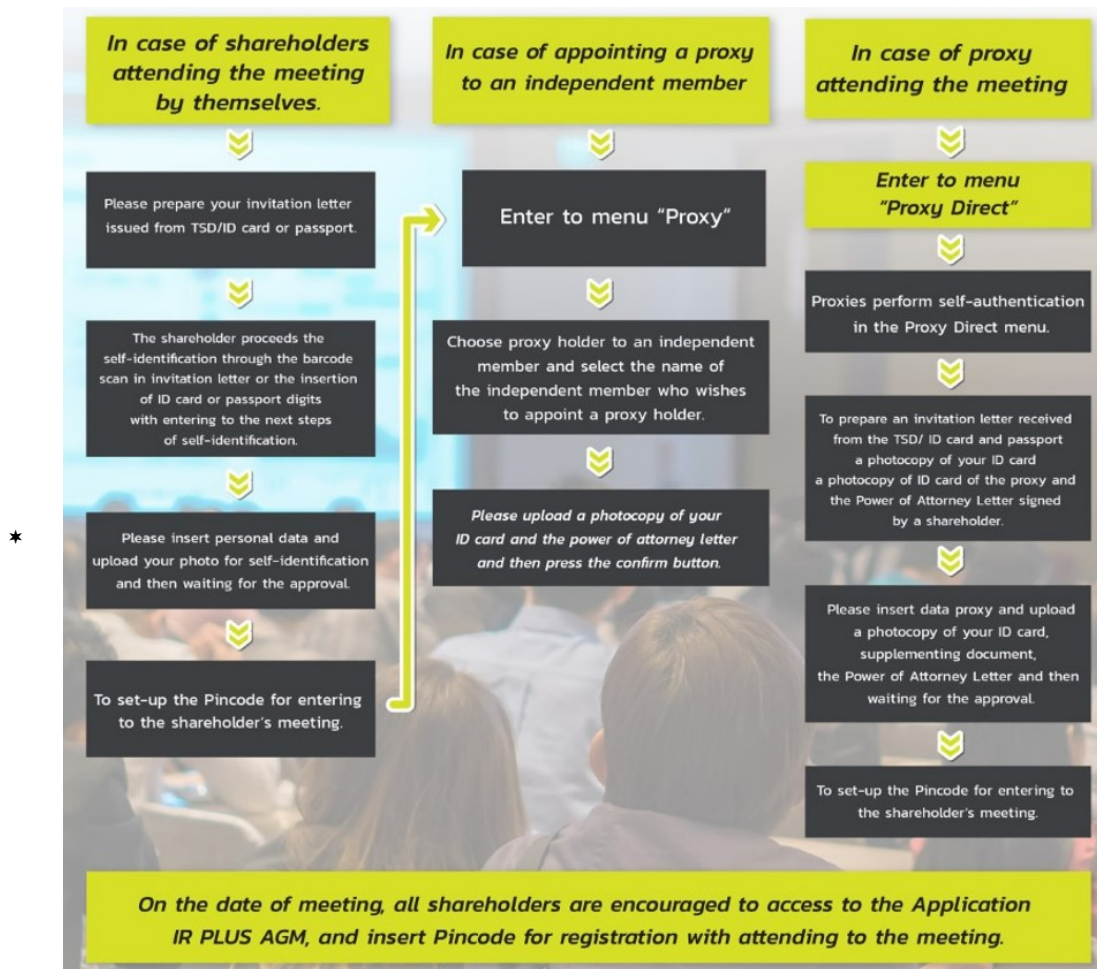 In case of shareholders
attending the meeting
by themselves.
Please prepare your invitation letter
issued from TSD/ID card or passport.
The shareholder proceeds the
self-identification through the barcode
scan in invitation letter or the insertion
of ID card or passport digits
with entering to the next steps
of self-identification.
Please insert personal data and
upload your photo for self-identification
and then waiting for the approval.
To set-up the Pincode for entering
to the shareholder's meeting.
In case of appointing a proxy
to an independent member
Enter to menu "Proxy"
Choose proxy holder to an independent
member and select the name of
the independent member who wishes
to appoint a proxy holder.
Please upload a photocopy of your
ID card and the power of attorney letter
and then press the confirm button.
In case of proxy
attending the meeting
Enter to menu
"Proxy Direct"
Proxies perform self-authentication
in the Proxy Direct menu.
To prepare an invitation letter received
from the TSD/ ID card and passport
a photocopy of your ID card
a photocopy of ID card of the proxy and
the Power of Attorney Letter signed
by a shareholder.
Please insert data proxy and upload
a photocopy of your ID card,
supplementing document,
the Power of Attorney Letter and then
waiting for the approval.
To set-up the Pincode for entering to
the shareholder's meeting.
On the date of meeting, all shareholders are encouraged to access to the Application
IR PLUS AGM, and insert Pincode for registration with attending to the meeting.